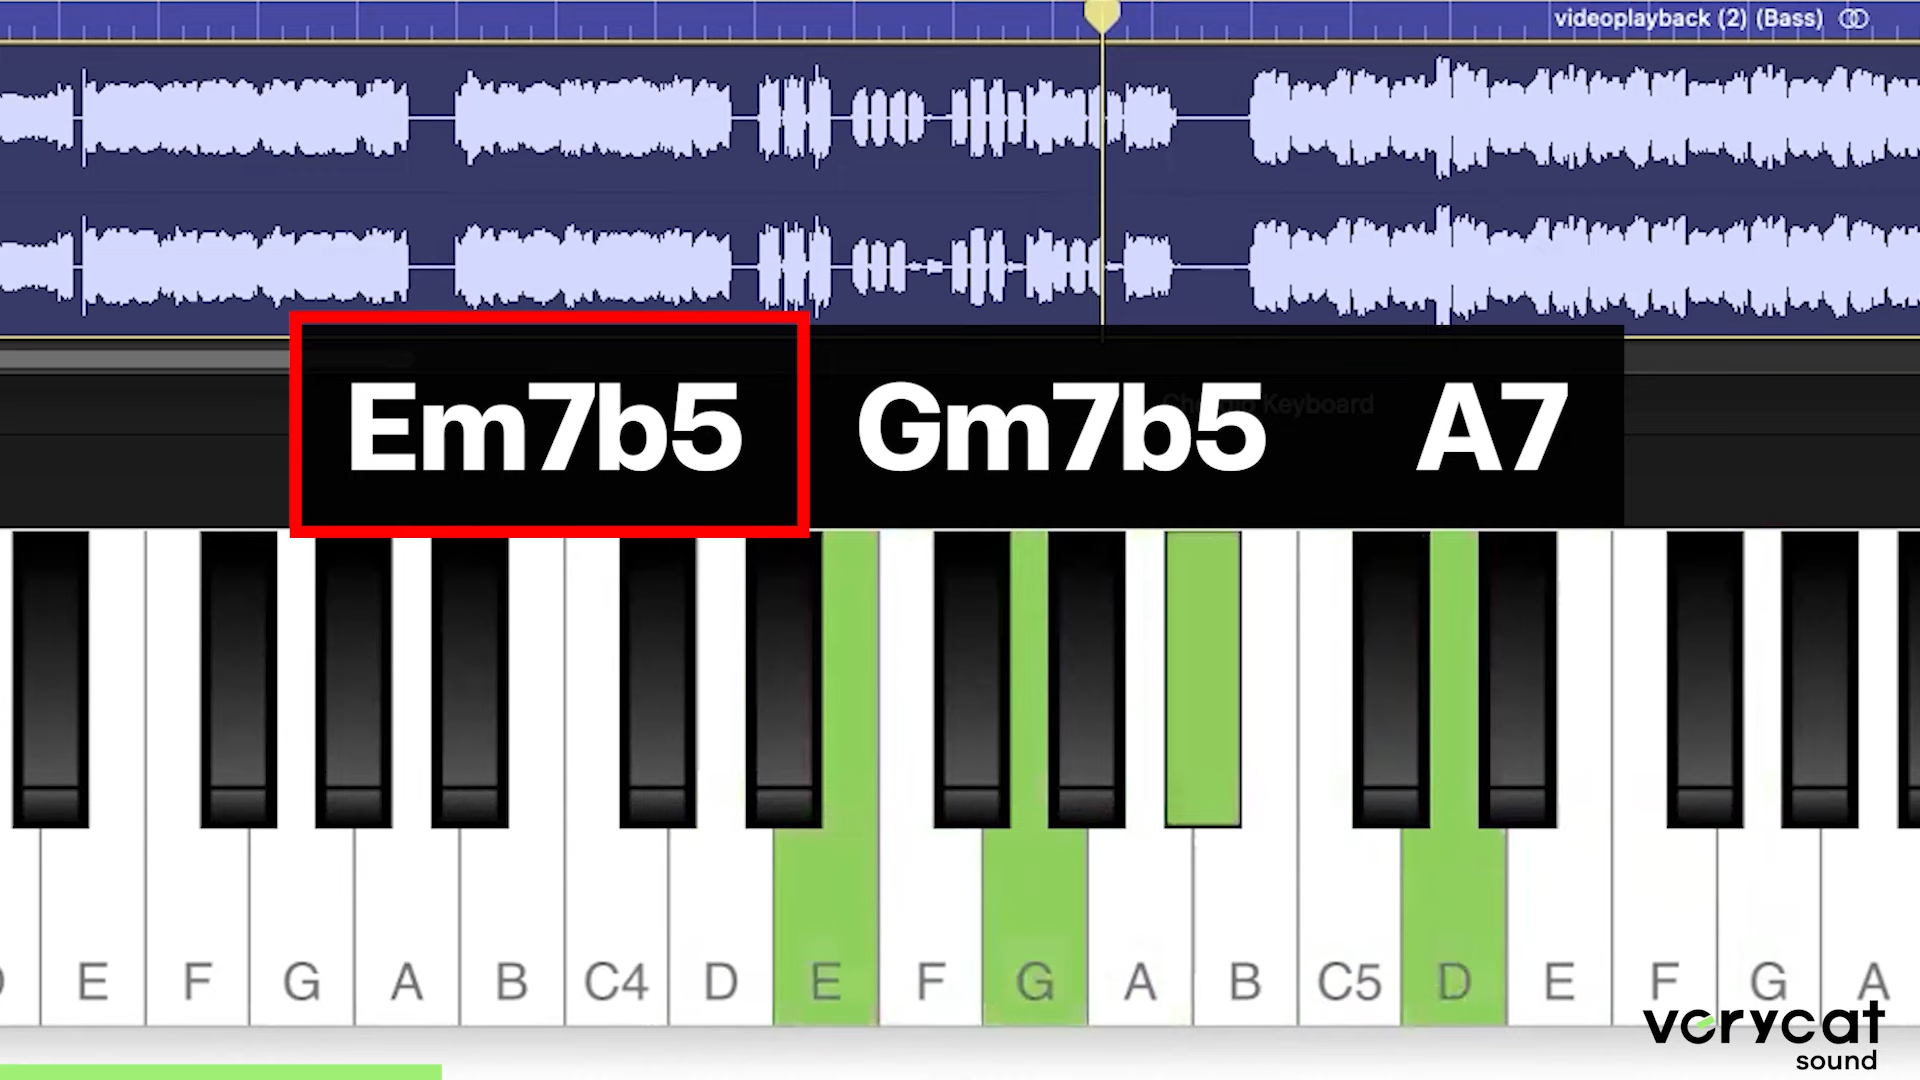 videoplayback (2) (Bass)
Em7b5 Gm7b5 A7
E F G A B C4 D E F G A B C5 D E F G A
verycat
sound